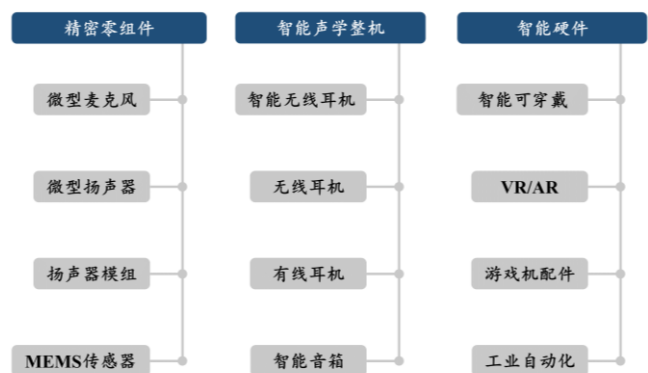 精密零组件
微型麦克风
微型扬声器
扬声器模组
MEMS传感器
智能声学整机
智能无线耳机
无线耳机
有线耳机
智能音箱
智能硬件
智能可穿戴
VR/AR
游戏机配件
工业自动化